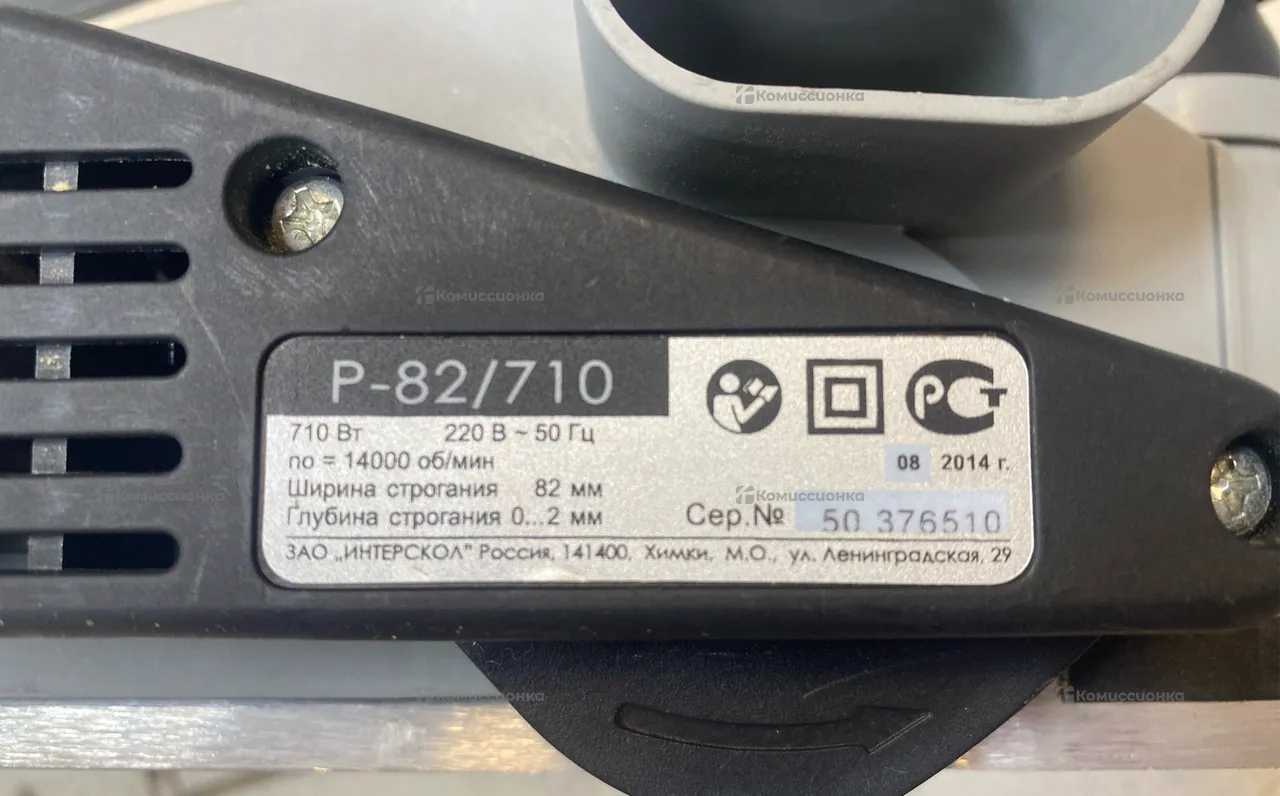 Комиссионка
Комиссионка
Комиссионка
Р-82/710
РСТ
710 Вт 220 В ~ 50 Гц
no = 14000 об/мин
08 2014 г.
Ширина строгания 82 мм
Комиссионка
Комиссионка
Глубина строгания 0...2 мм
Сер.№ 50 376510
ЗАО „ИНТЕРСКОЛ" Россия, 141400, Химки, М.О., ул. Ленинградская, 29
Комиссионка
Комиссионка